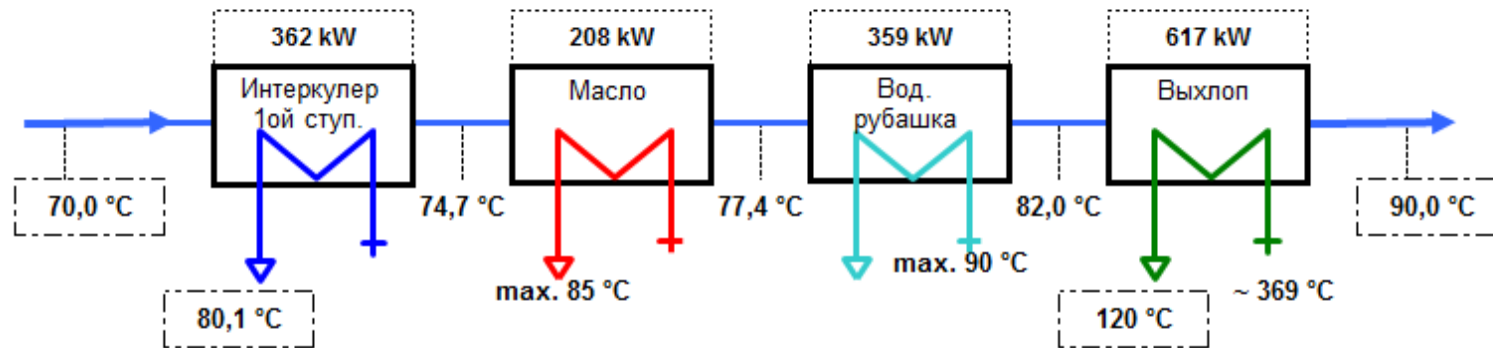 362 kW
208 kW
359 kW
617 kW
Интеркулер
1ой ступ.
Масло
Вод.
рубашка
Выхлоп
70,0 °C
74,7 °C
77,4 °C
82,0 °C
90,0 °C
80,1 °C
max. 85 °C
max. 90 °C
120 °C
~ 369 °C